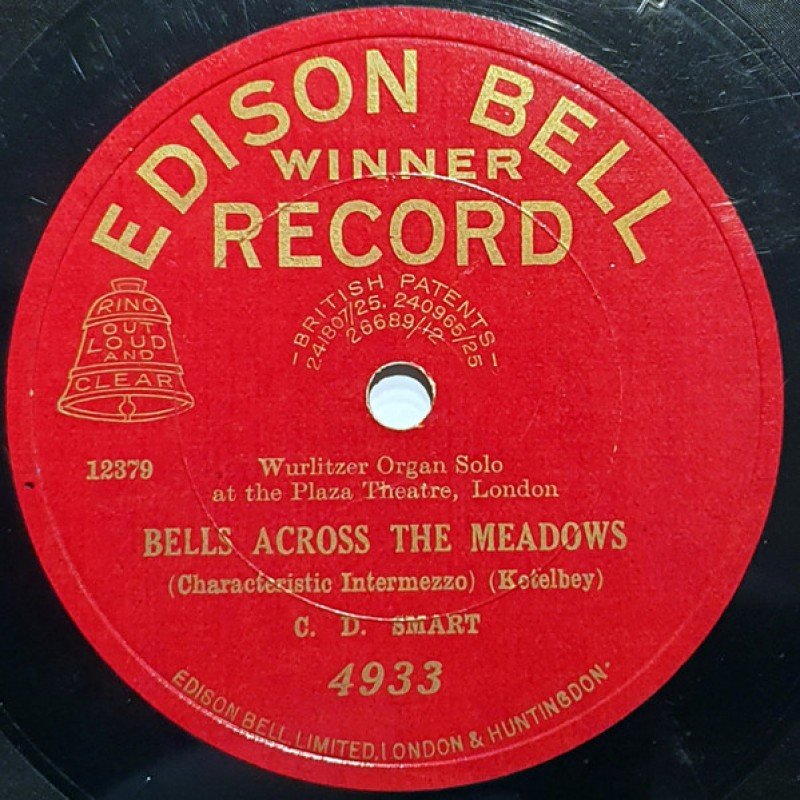 EDISON BELL
WINNER
RECORD
- BRITISH PATENTS -
241807/25. 240965/25
26689/12
RING
OUT
LOUD
AND
CLEAR
12379
Wurlitzer Organ Solo
at the Plaza Theatre, London
BELLS ACROSS THE MEADOWS
(Characteristic Intermezzo) (Ketelbey)
C. D. SMART
4933
EDISON BELL, LIMITED, LONDON & HUNTINGDON.